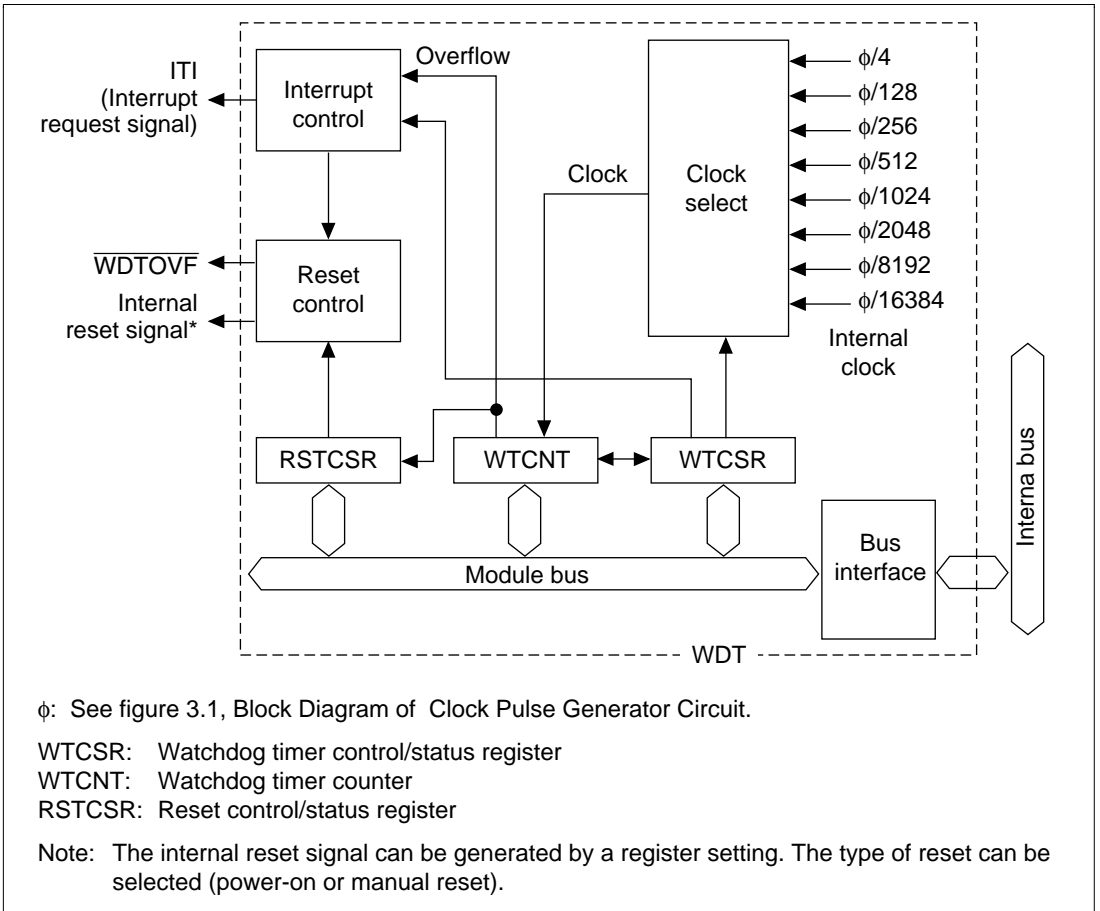 ITI
(Interrupt
request signal)
Interrupt
control
Overflow
Clock
Clock
select
ϕ/4
ϕ/128
ϕ/256
ϕ/512
ϕ/1024
ϕ/2048
ϕ/8192
ϕ/16384
Internal
clock
WDTOVF
Internal
reset signal*
Reset
control
RSTCSR
WTCNT
WTCSR
Module bus
Bus
interface
Interna bus
WDT
ϕ: See figure 3.1, Block Diagram of Clock Pulse Generator Circuit.
WTCSR: Watchdog timer control/status register
WTCNT: Watchdog timer counter
RSTCSR: Reset control/status register
Note: The internal reset signal can be generated by a register setting. The type of reset can be
selected (power-on or manual reset).